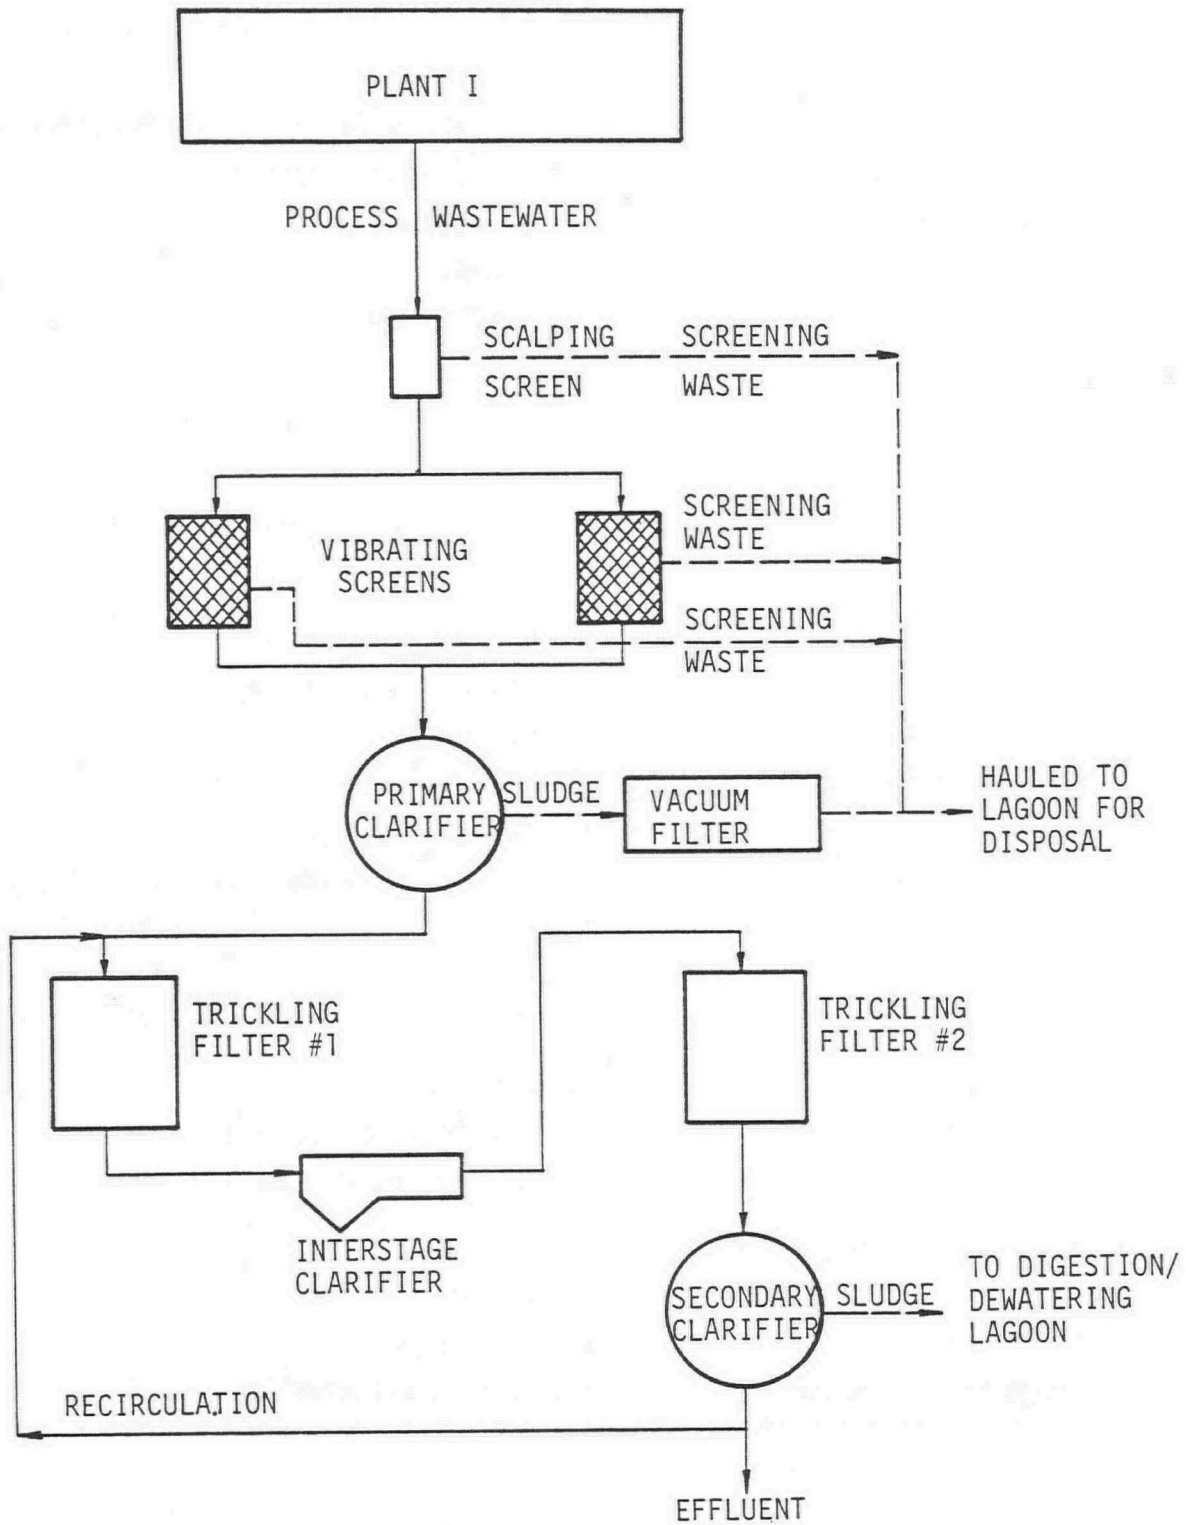 PLANT I
PROCESS WASTEWATER
SCALPING SCREENING
SCREEN WASTE
SCREENING
WASTE
VIBRATING
SCREENS
SCREENING
WASTE
PRIMARY
CLARIFIER
SLUDGE
VACUUM
FILTER
HAULED TO
LAGOON FOR
DISPOSAL
TRICKLING
FILTER #1
TRICKLING
FILTER #2
INTERSTAGE
CLARIFIER
SECONDARY
CLARIFIER
SLUDGE
TO DIGESTION/
DEWATERING
LAGOON
RECIRCULATION
EFFLUENT